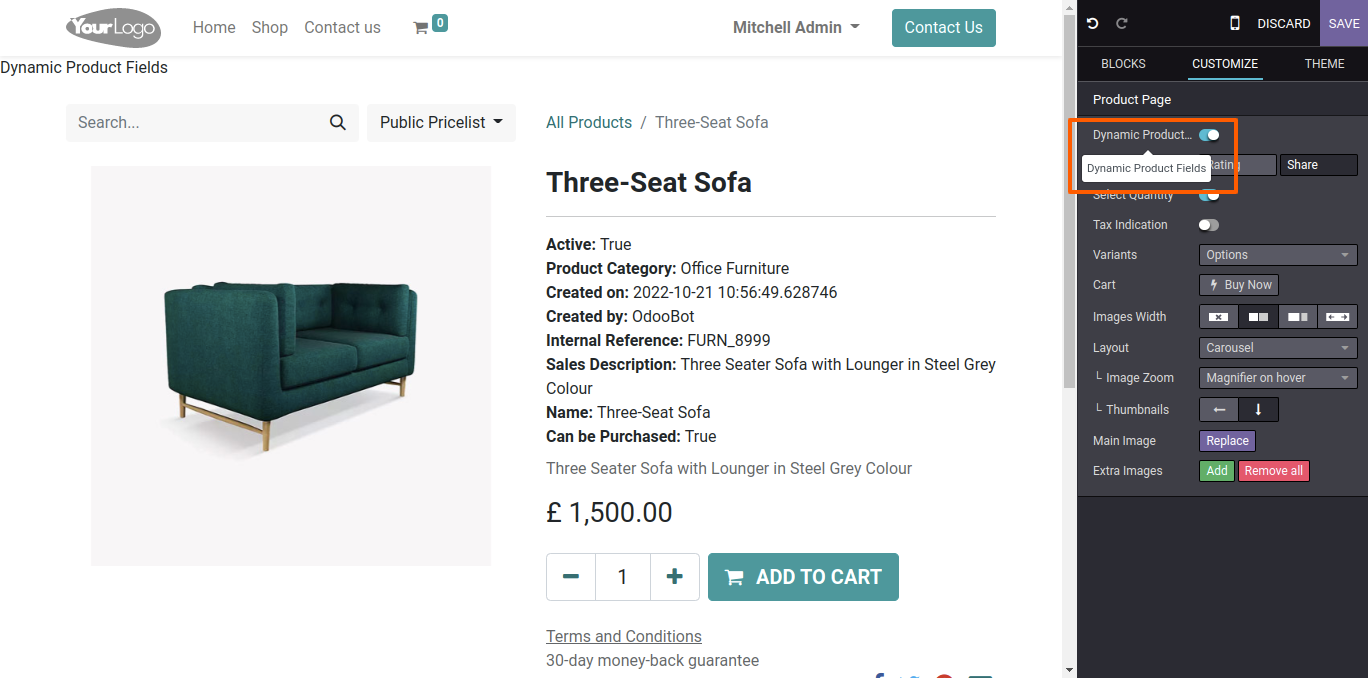 YourLogo
Home Shop Contact us 0 Mitchell Admin Contact Us
Dynamic Product Fields
Search... Public Pricelist
All Products / Three-Seat Sofa
Three-Seat Sofa
Active: True
Product Category: Office Furniture
Created on: 2022-10-21 10:56:49.628746
Created by: OdooBot
Internal Reference: FURN_8999
Sales Description: Three Seater Sofa with Lounger in Steel Grey
Colour
Name: Three-Seat Sofa
Can be Purchased: True
Three Seater Sofa with Lounger in Steel Grey Colour
£ 1,500.00
1 ADD TO CART
Terms and Conditions
30-day money-back guarantee
DISCARD SAVE
BLOCKS CUSTOMIZE THEME
Product Page
Dynamic Product...
Dynamic Product Fields Rating Share
Select Quantity
Tax Indication
Variants Options
Cart Buy Now
Images Width
Layout Carousel
└ Image Zoom Magnifier on hover
└ Thumbnails
Main Image Replace
Extra Images Add Remove all